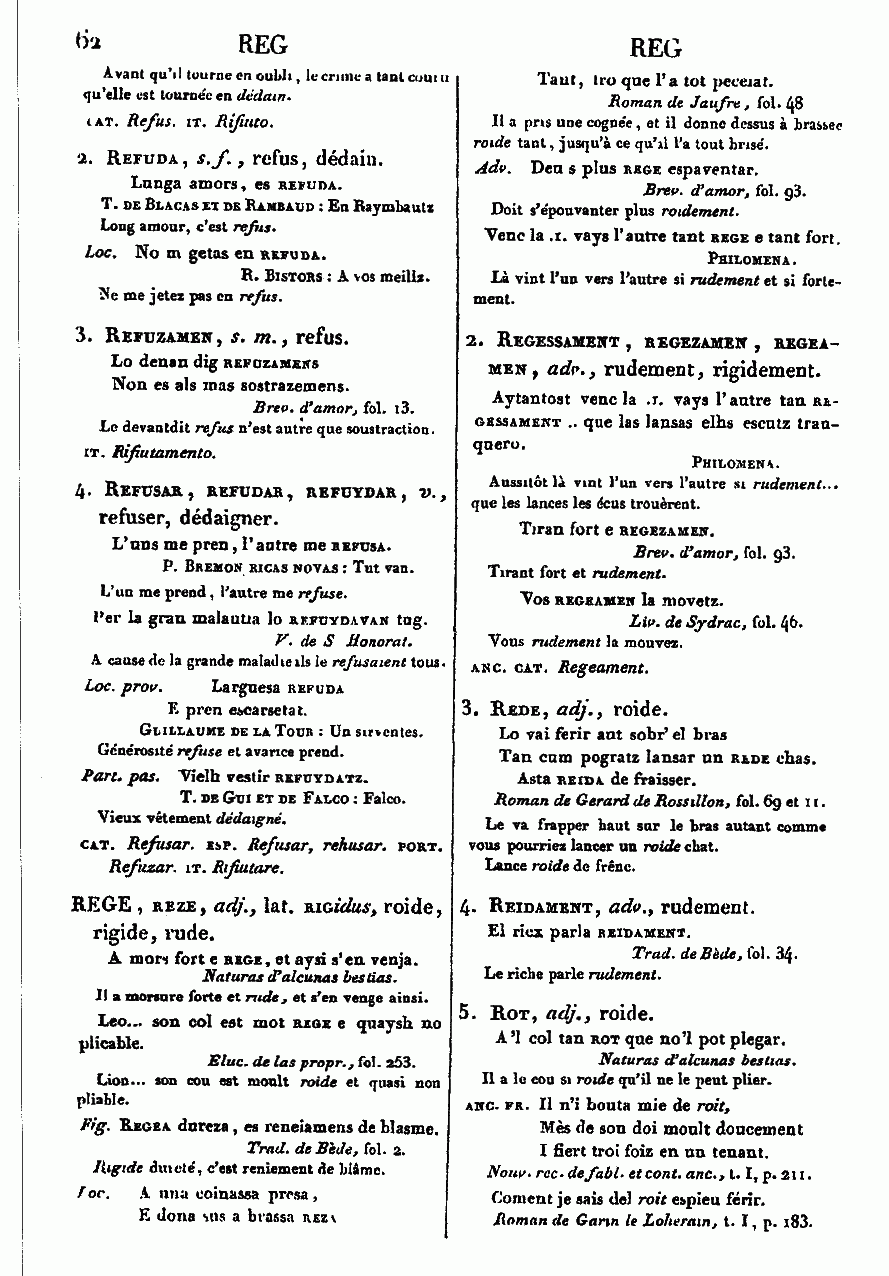 62 REG REG
Avant qu'il tourne en oubli, le crime a tant couru
qu'elle est tournée en dédain.
CAT. Refus. IT. Rifiuto.
2. REFUDA, s. f., refus, dédain.
Lunga amors, es REFUDA.
T. DE BLACAS ET DE RAMBAUD : En Raymbautz
Long amour, c'est refus.
Loc. No m getas en REFUDA.
R. BISTORS : A vos meillz.
Ne me jetez pas en refus.
3. REFUZAMEN, s. m., refus.
Lo denan dig REFUZAMENS
Non es als mas sostrazemens.
Brev. d'amor, fol. 13.
Le devantdit refus n'est autre que soustraction.
IT. Rifiutamento.
4. REFUSAR, REFUDAR, REFUYDAR, v.,
refuser, dédaigner.
L'uns me pren, l'autre me REFUSA.
P. BREMON RICAS NOVAS : Tut van.
L'un me prend, l'autre me refuse.
Per la gran malautia lo REFUYDAVAN tug.
V. de S Honorat.
A cause de la grande maladie ils le refusaient tous.
Loc. prov. Larguesa REFUDA
E pren escarsetat.
GUILLAUME DE LA TOUR : Un sirventes.
Générosité refuse et avarice prend.
Part. pas. Vielh vestir REFUYDATZ.
T. DE GUI ET DE FALCO : Falco.
Vieux vêtement dédaigné.
CAT. Refusar. ESP. Refusar, rehusar. PORT.
Refuzar. IT. Rifiutare.
REGE, REZE, adj., lat. RIGidus, roide,
rigide, rude.
A mors fort e REGE, et aysi s'en venja.
Naturas d'alcunas bestias.
Il a morsure forte et rude, et s'en venge ainsi.
Leo... son col est mot REGE e quaysh no
plicable.
Eluc. de las propr., fol. 253.
Lion... son cou est moult roide et quasi non
pliable.
Fig. REGEA dureza, es reneiamens de blasme.
Trad. de Bède, fol. 2.
Rigide dureté, c'est reniement de blâme.
Loc. A una coinassa presa,
E dona sus a brassa REZA
Tant, tro que l'a tot peceiat.
Roman de Jaufre, fol. 48
Il a pris une cognée, et il donne dessus à brassee
roide tant, jusqu'à ce qu'il l'a tout brisé.
Adv. Deu s plus REGE espaventar.
Brev. d'amor, fol. 93.
Doit s'épouvanter plus roidement.
Venc la .I. vays l'autre tant REGE e tant fort.
PHILOMENA.
Là vint l'un vers l'autre si rudement et si forte-
ment.
2. REGESSAMENT, REGEZAMEN, REGEA-
MEN, adv., rudement, rigidement.
Aytantost venc la .I. vays l'autre tan RE-
GESSAMENT .. que las lansas elhs escutz tran-
quero.
PHILOMENA.
Aussitôt là vint l'un vers l'autre si rudement...
que les lances les écus trouèrent.
Tiran fort e REGEZAMEN.
Brev. d'amor, fol. 93.
Tirant fort et rudement.
Vos REGEAMEN la movetz.
Liv. de Sydrac, fol. 46.
Vous rudement la mouvez.
ANC. CAT. Regeament.
3. REDE, adj., roide.
Lo vai ferir aut sobr' el bras
Tan cum pogratz lansar un REDE chas.
Asta REIDA de fraisser.
Roman de Gerard de Rossillon, fol. 69 et 11.
Le va frapper haut sur le bras autant comme
vous pourriez lancer un roide chat.
Lance roide de frêne.
4. REIDAMENT, adv., rudement.
El ricx parla REIDAMENT.
Trad. de Bède, fol. 34.
Le riche parle rudement.
5. ROT, adj., roide.
A'l col tan ROT que no'l pot plegar.
Naturas d'alcunas bestias.
Il a le cou si roide qu'il ne le peut plier.
ANC. FR. Il n'i bouta mie de roit,
Mès de son doi moult doucement
I fiert troi foiz en un tenant.
Nouv. rec. de fabl. et cont. anc., t. I, p. 211.
Coment je sais del roit espieu férir.
Roman de Garin le Loherain, t. I, p. 183.